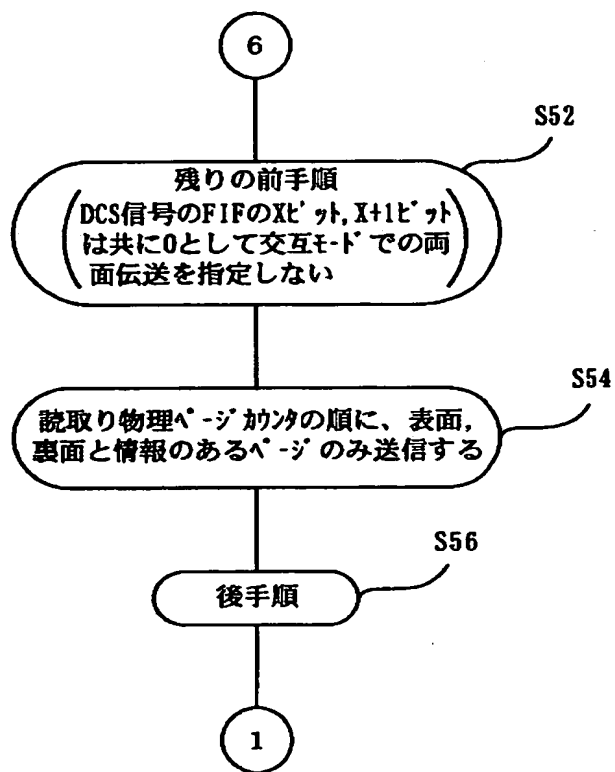 6
S52
残りの前手順
DCS信号のFIFのXビット,X+1ビット
は共に0として交互モードでの両
面伝送を指定しない
S54
読取り物理ページカウンタの順に、表面,
裏面と情報のあるページのみ送信する
S56
後手順
1